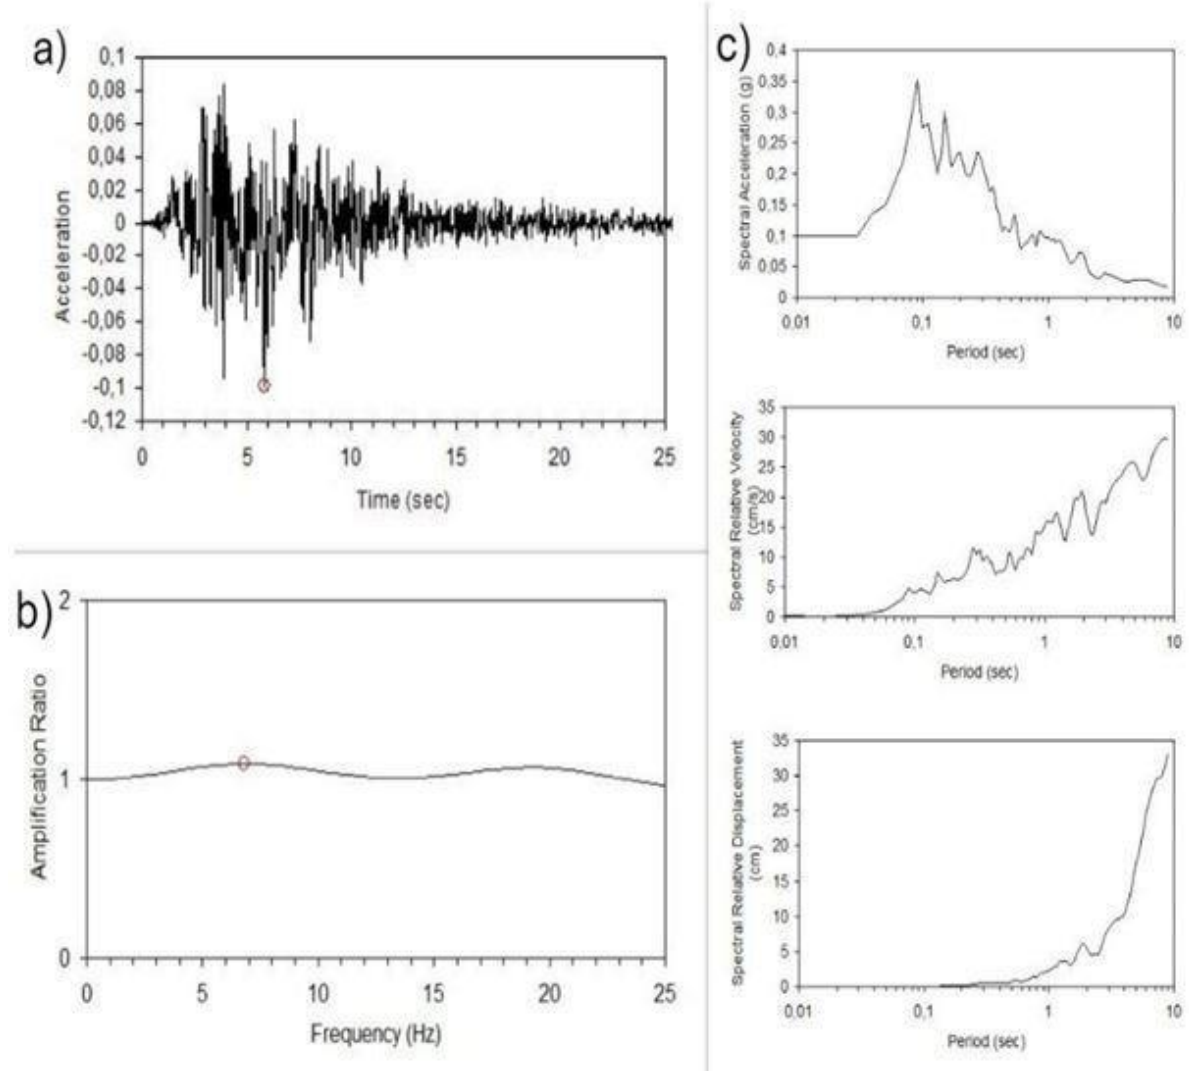 a)
0,1
0,08
0,06
0,04
0,02
0
-0,02
-0,04
-0,06
-0,08
-0,1
-0,12
Acceleration
0 5 10 15 20 25
Time (sec)
b)
2
1
0
Amplification Ratio
0 5 10 15 20 25
Frequency (Hz)
c)
0,4
0,35
0,3
0,25
0,2
0,15
0,1
0,05
0
Spectral Acceleration (g)
0,01 0,1 1 10
Period (sec)
35
30
25
20
15
10
5
0
Spectral Relative Velocity
(cm/s)
0,01 0,1 1 10
Period (sec)
35
30
25
20
15
10
5
0
Spectral Relative Displacement
(cm)
0,01 0,1 1 10
Period (sec)